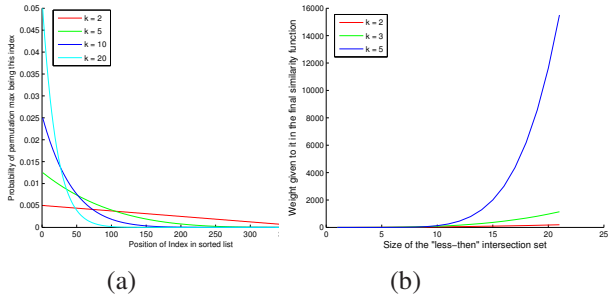 Probability of permutation max being this index
0.05
0.045
0.04
0.035
0.03
0.025
0.02
0.015
0.01
0.005
0
k = 2
k = 5
k = 10
k = 20
0 50 100 150 200 250 300
Position of Index in sorted list
(a)
Weight given to it in the final similarity function
16000
14000
12000
10000
8000
6000
4000
2000
0
k = 2
k = 3
k = 5
0 5 10 15 20 25
Size of the "less−then" intersection set
(b)